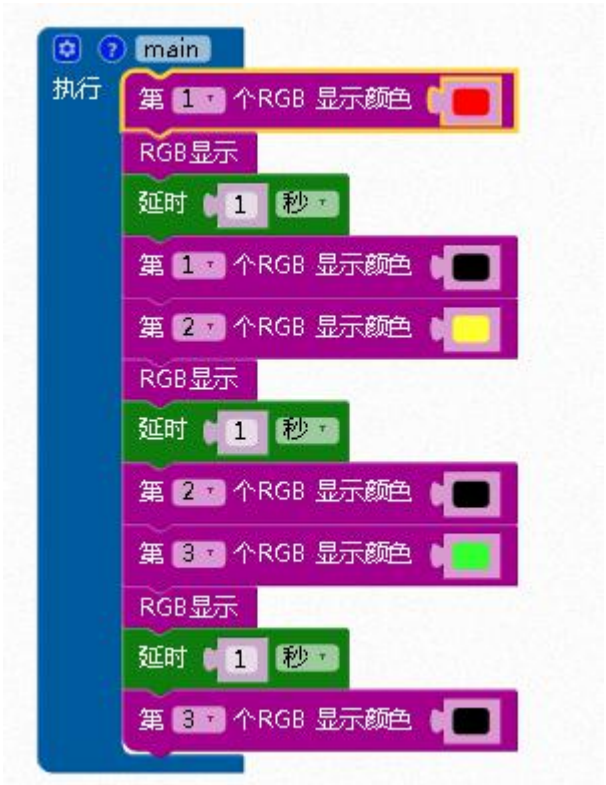 main
执行
第 1 个RGB 显示颜色
RGB显示
延时 1 秒
第 1 个RGB 显示颜色
第 2 个RGB 显示颜色
RGB显示
延时 1 秒
第 2 个RGB 显示颜色
第 3 个RGB 显示颜色
RGB显示
延时 1 秒
第 3 个RGB 显示颜色